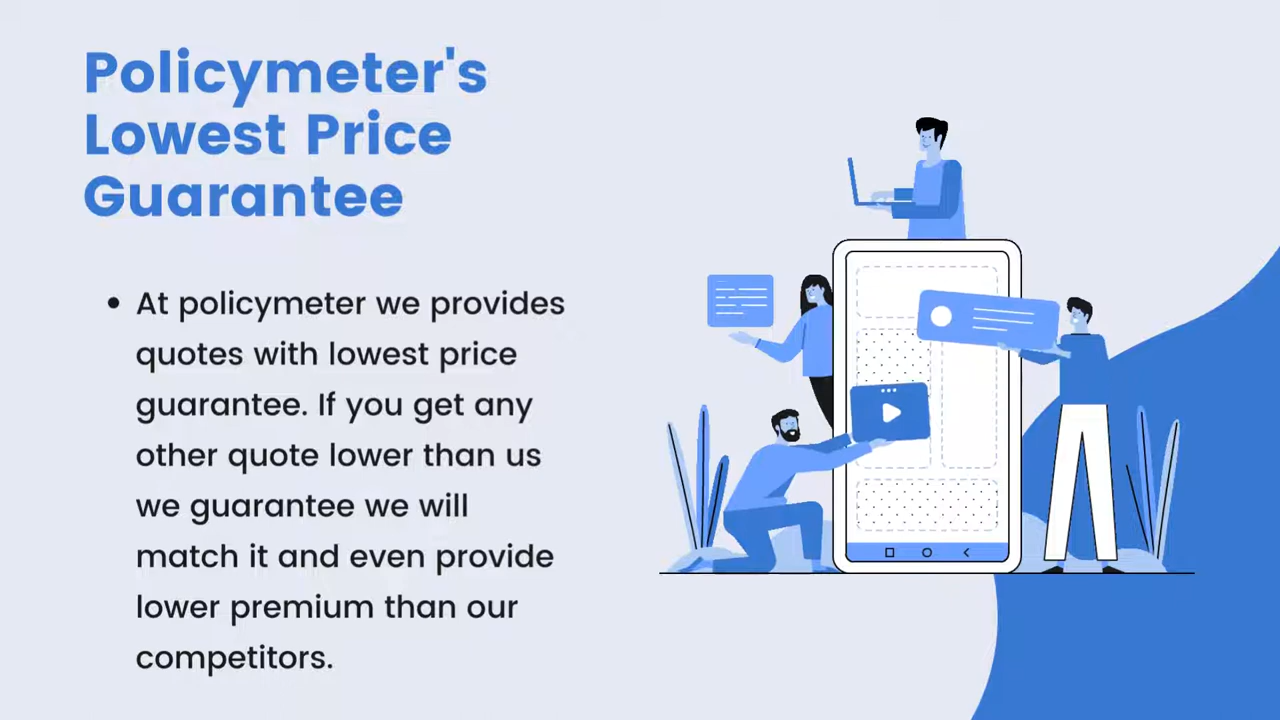 Policymeter's
Lowest Price
Guarantee
• At policymeter we provides
quotes with lowest price
guarantee. If you get any
other quote lower than us
we guarantee we will
match it and even provide
lower premium than our
competitors.